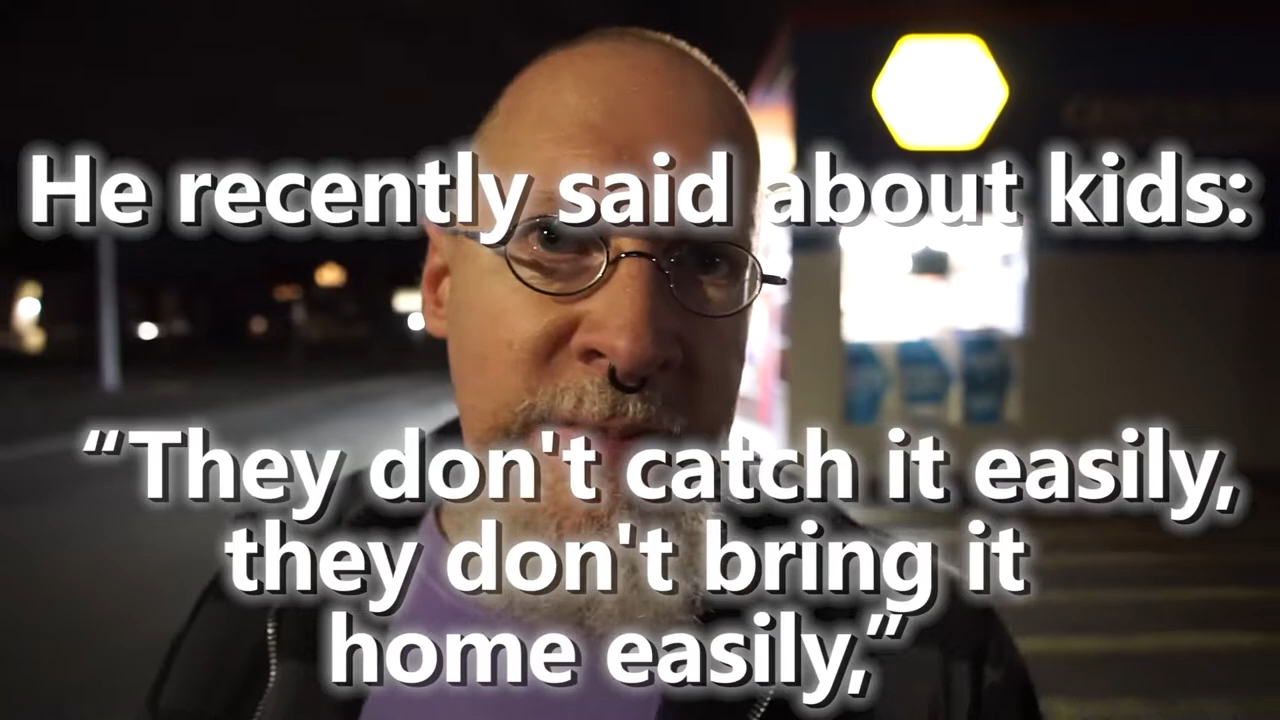 He recently said about kids:
“They don't catch it easily,
they don't bring it
home easily,”